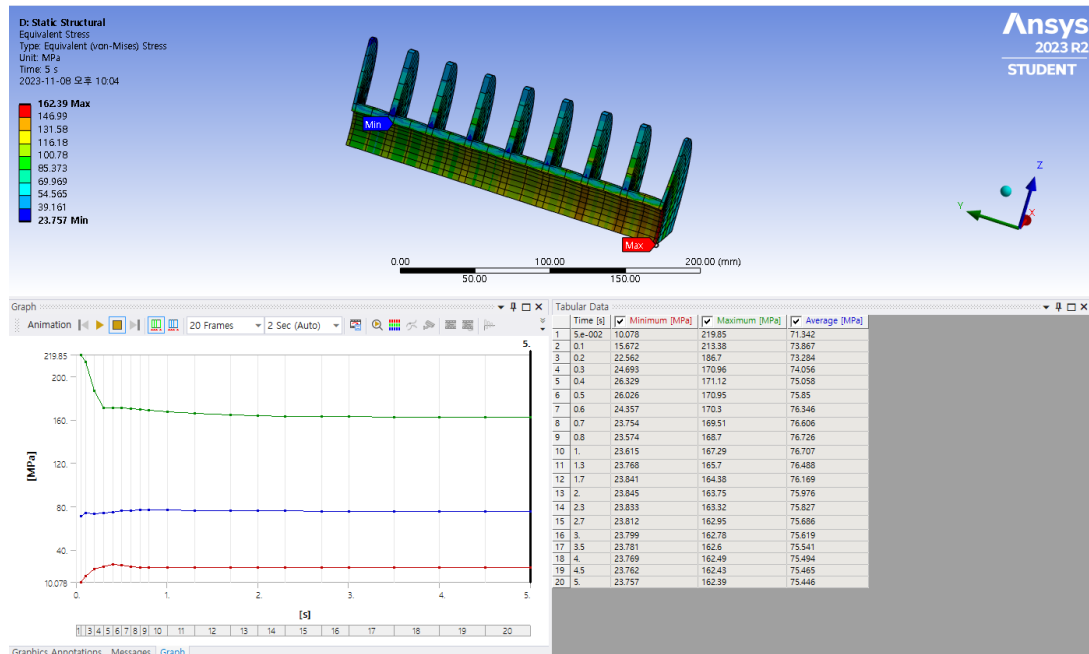 D: Static Structural
Equivalent Stress
Type: Equivalent (von-Mises) Stress
Unit: MPa
Time: 5 s
2023-11-08 오후 10:04
162.39 Max
146.99
131.58
116.18
100.78
85.373
69.969
54.565
39.161
23.757 Min
Ansys
2023 R2
STUDENT
Min
Max
0.00
100.00
200.00 (mm)
50.00
150.00
Z
Y
X
Graph
Animation
20 Frames
2 Sec (Auto)
5.
219.85
200.
160.
120.
80.
40.
10.078
[MPa]
0.
1.
2.
3.
4.
5.
[s]
1 3 4 5 6 7 8 9 10 11 12 13 14 15 16 17 18 19 20
Graphics Annotations Messages Graph
Tabular Data
Time [s] Minimum [MPa] Maximum [MPa] Average [MPa]
1 5.e-002 10.078 219.85 71.342
2 0.1 15.672 213.38 73.867
3 0.2 22.562 186.7 73.284
4 0.3 24.693 170.96 74.056
5 0.4 26.329 171.12 75.058
6 0.5 26.026 170.95 75.85
7 0.6 24.357 170.3 76.346
8 0.7 23.754 169.51 76.606
9 0.8 23.574 168.7 76.726
10 1. 23.615 167.29 76.707
11 1.3 23.768 165.7 76.488
12 1.7 23.841 164.38 76.169
13 2. 23.845 163.75 75.976
14 2.3 23.833 163.32 75.827
15 2.7 23.812 162.95 75.686
16 3. 23.799 162.78 75.619
17 3.5 23.781 162.6 75.541
18 4. 23.769 162.49 75.494
19 4.5 23.762 162.43 75.465
20 5. 23.757 162.39 75.446